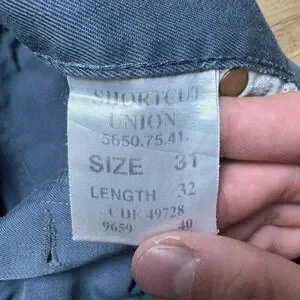 SHORTCUT
UNION
5650.75.41.
SIZE 31
LENGTH 32
CDE 49728
9659 40